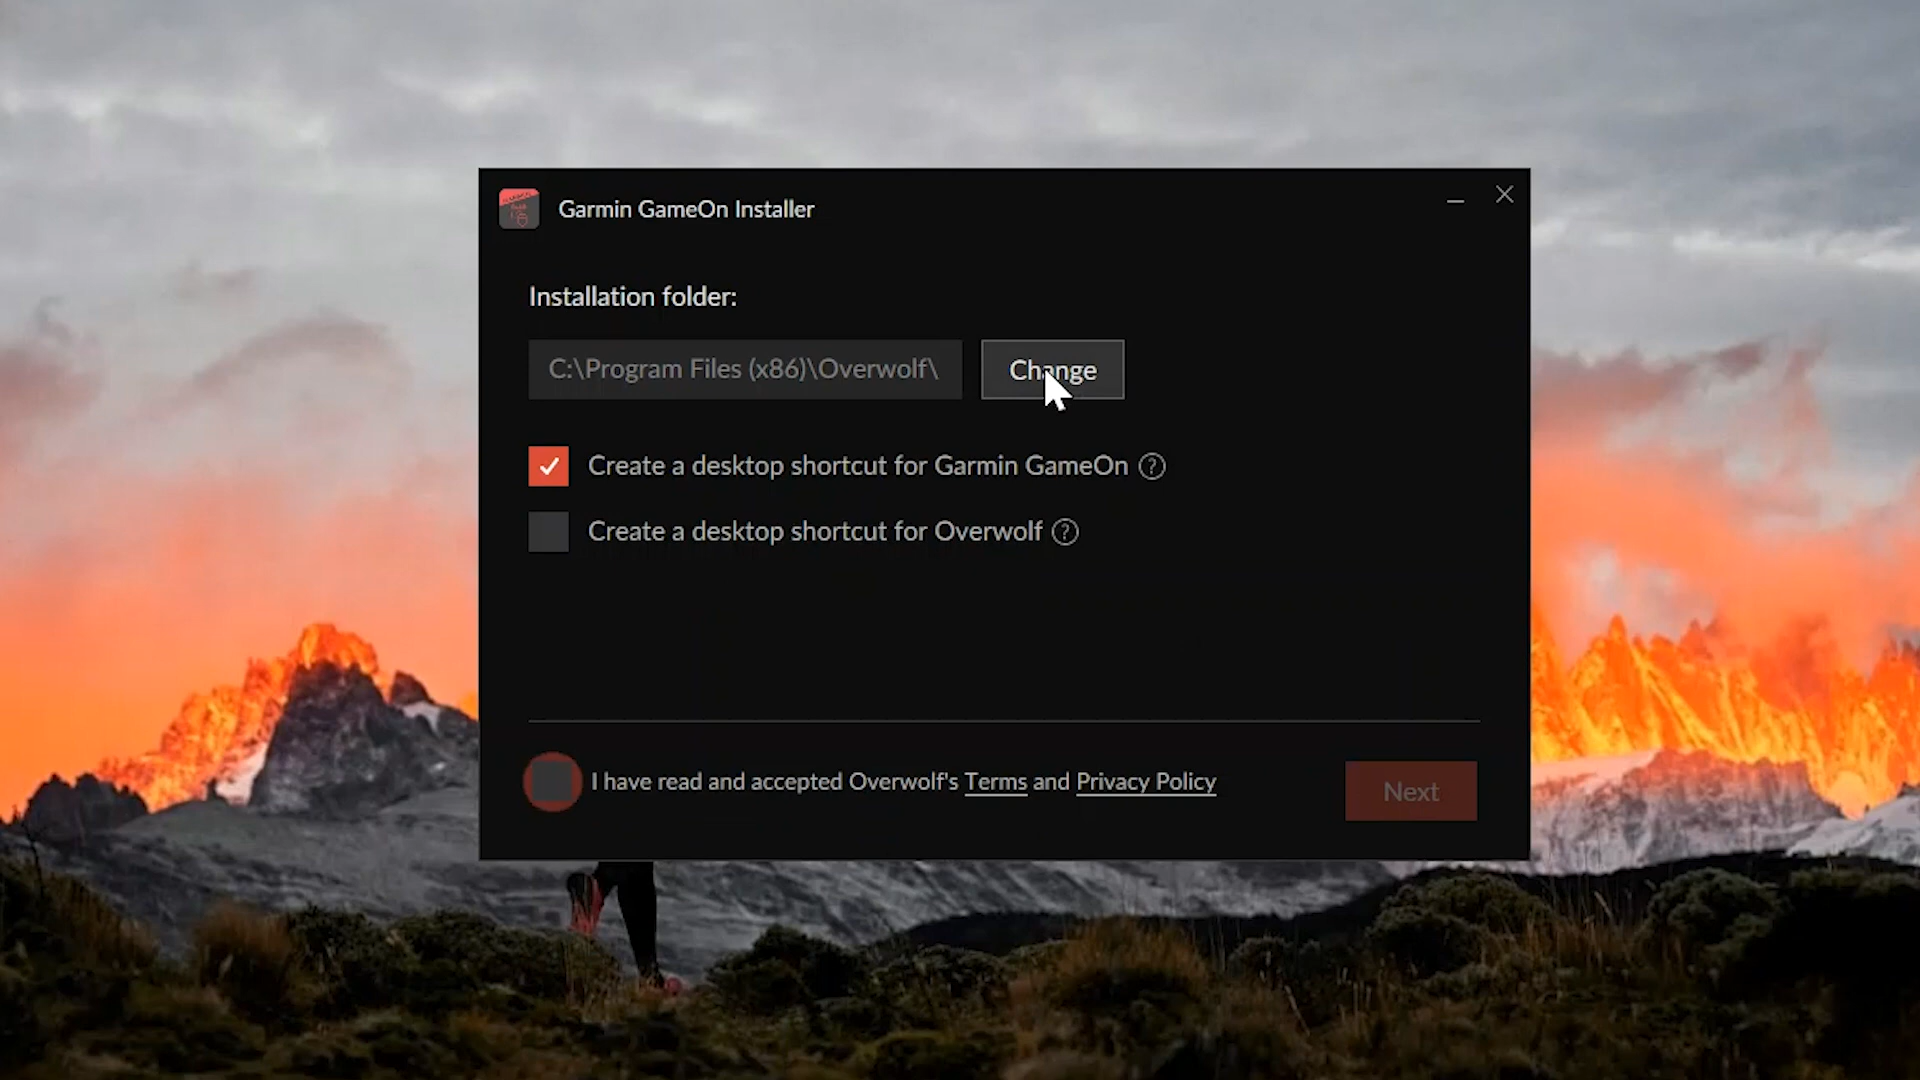 Garmin GameOn Installer
Installation folder:
C:\Program Files (x86)\Overwolf\
Change
Create a desktop shortcut for Garmin GameOn ?
Create a desktop shortcut for Overwolf ?
I have read and accepted Overwolf's Terms and Privacy Policy
Next